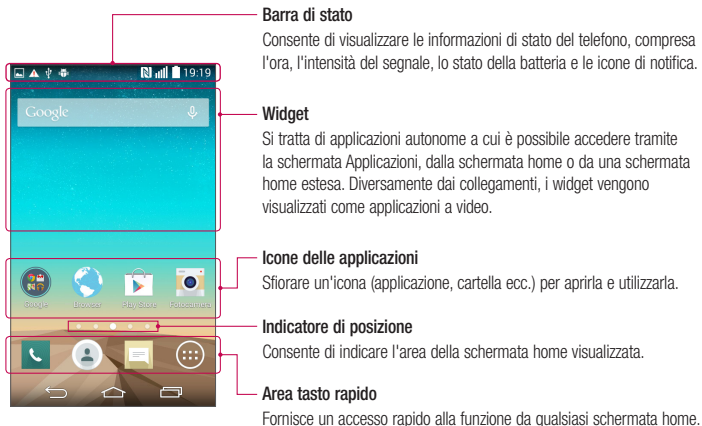 Barra di stato
Consente di visualizzare le informazioni di stato del telefono, compresa
l'ora, l'intensità del segnale, lo stato della batteria e le icone di notifica.
19:19
Google
Widget
Si tratta di applicazioni autonome a cui è possibile accedere tramite
la schermata Applicazioni, dalla schermata home o da una schermata
home estesa. Diversamente dai collegamenti, i widget vengono
visualizzati come applicazioni a video.
Icone delle applicazioni
Sfiorare un'icona (applicazione, cartella ecc.) per aprirla e utilizzarla.
Google Browser Play Store Fotocamera
Indicatore di posizione
Consente di indicare l'area della schermata home visualizzata.
Area tasto rapido
Fornisce un accesso rapido alla funzione da qualsiasi schermata home.